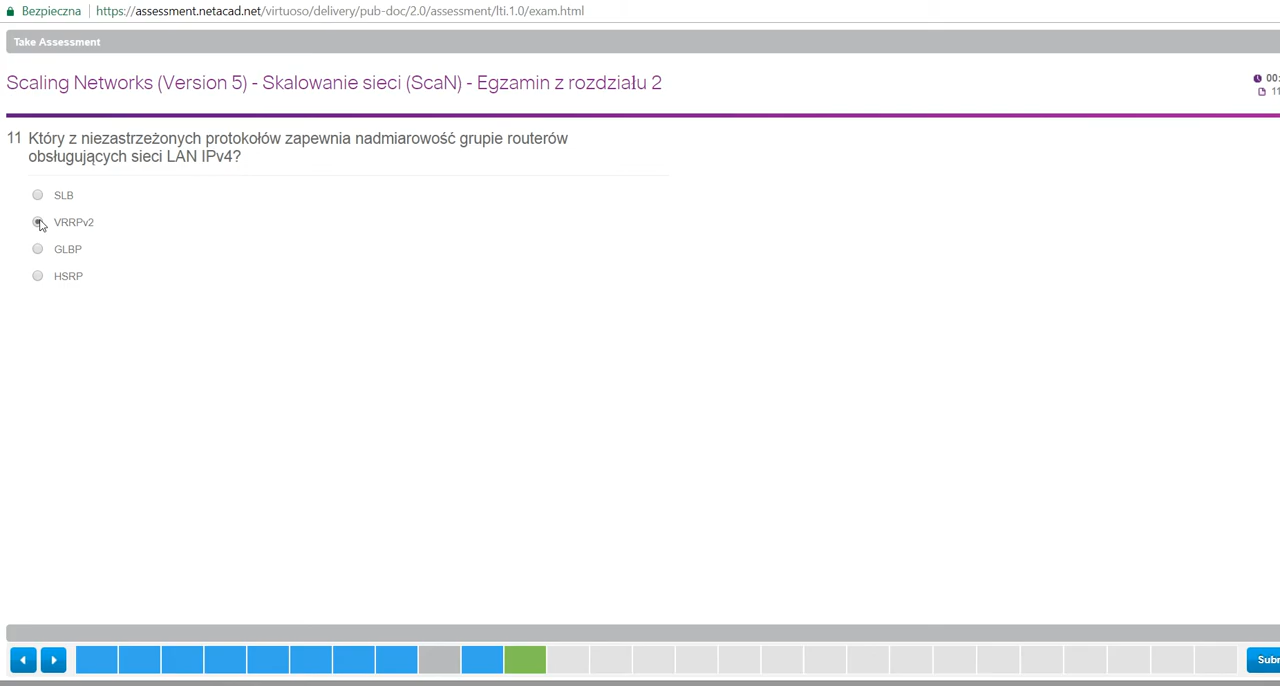 Bezpieczna https://assessment.netacad.net/virtuoso/delivery/pub-doc/2.0/assessment/lti.1.0/exam.html
Take Assessment
Scaling Networks (Version 5) - Skalowanie sieci (ScaN) - Egzamin z rozdziału 2
00:
11
11 Który z niezastrzeżonych protokołów zapewnia nadmiarowość grupie routerów
obsługujących sieci LAN IPv4?
SLB
VRRPv2
GLBP
HSRP